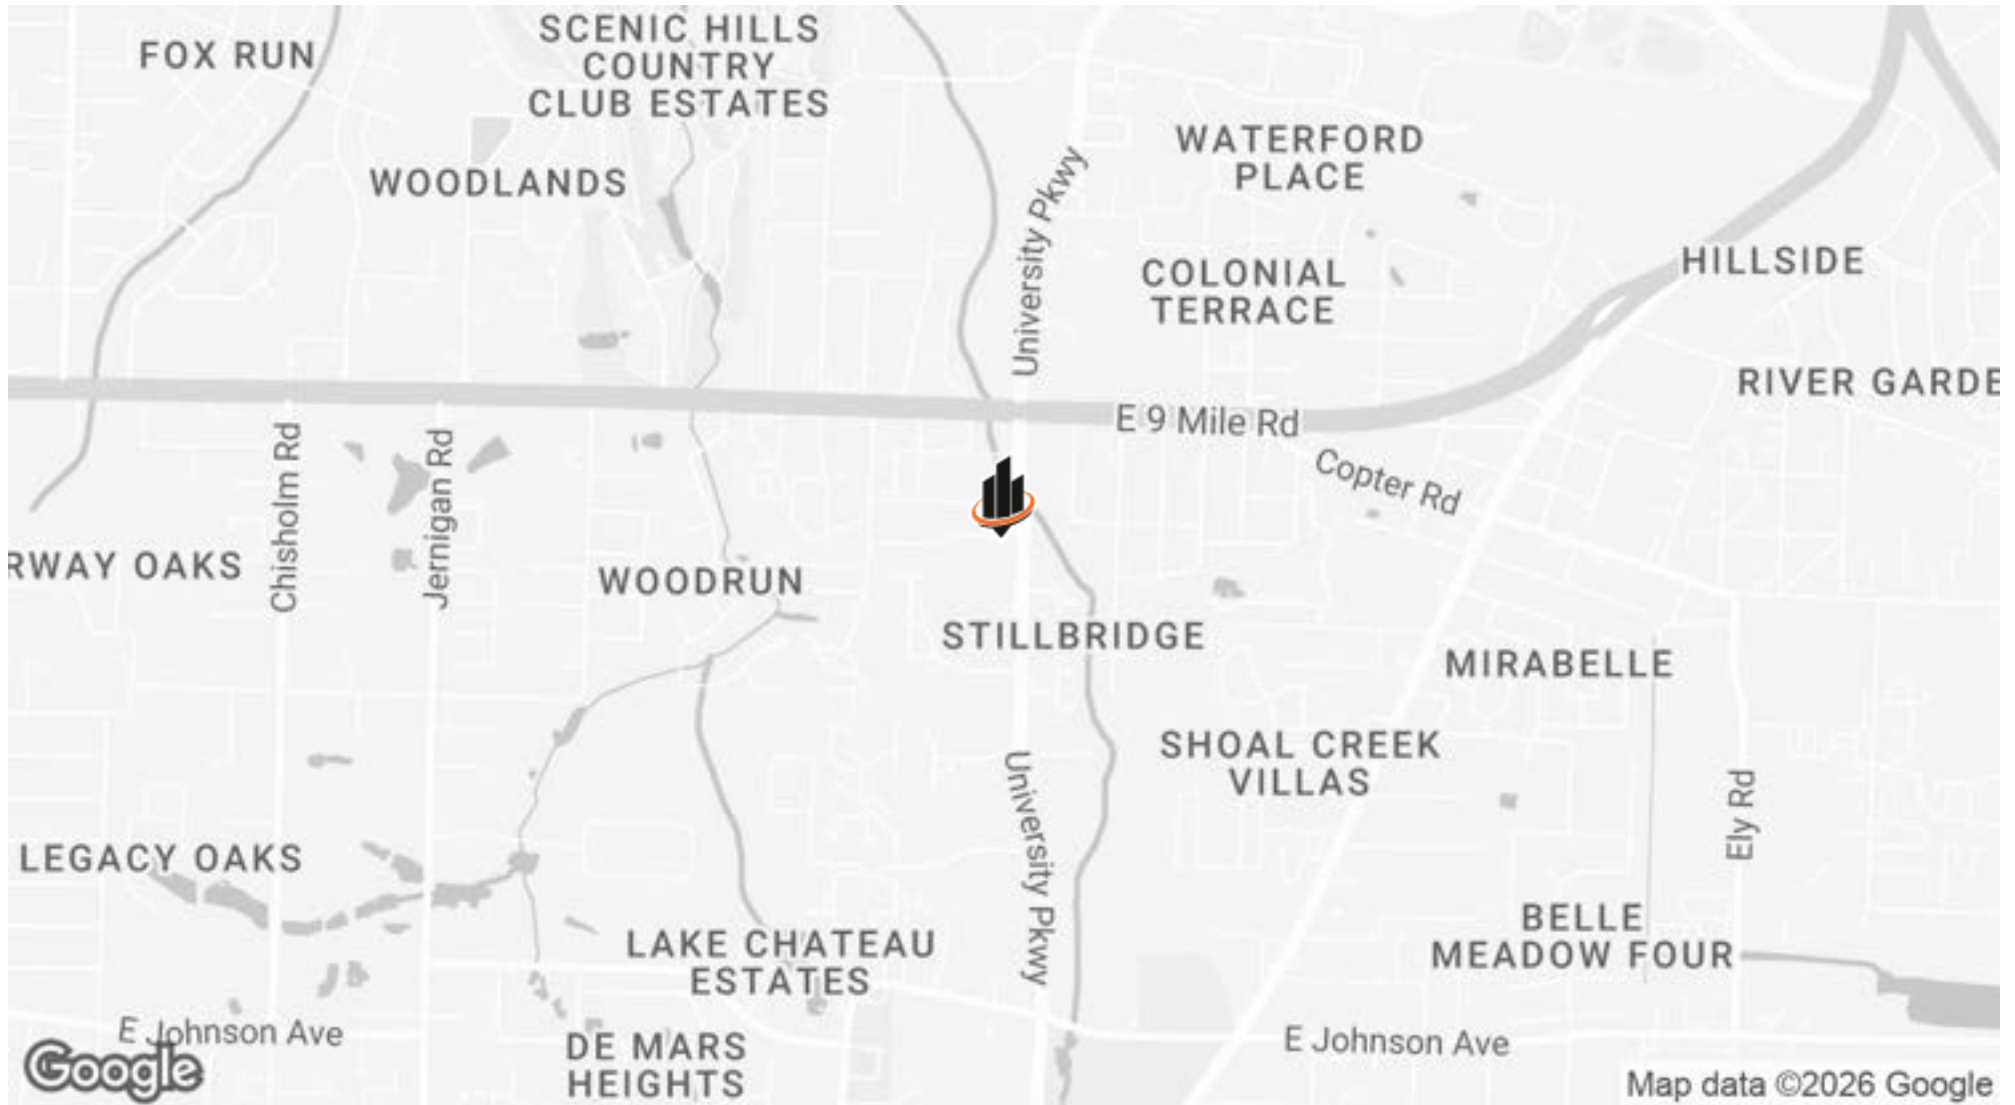 SCENIC HILLS
COUNTRY
CLUB ESTATES
FOX RUN
WOODLANDS
WATERFORD
PLACE
University Pkwy
COLONIAL
TERRACE
HILLSIDE
RIVER GARDE
E 9 Mile Rd
Copter Rd
Chisholm Rd
Jernigan Rd
RWAY OAKS
WOODRUN
STILLBRIDGE
MIRABELLE
SHOAL CREEK
VILLAS
University Pkwy
Ely Rd
LEGACY OAKS
BELLE
MEADOW FOUR
LAKE CHATEAU
ESTATES
E Johnson Ave
DE MARS
HEIGHTS
E Johnson Ave
Google
Map data ©2026 Google